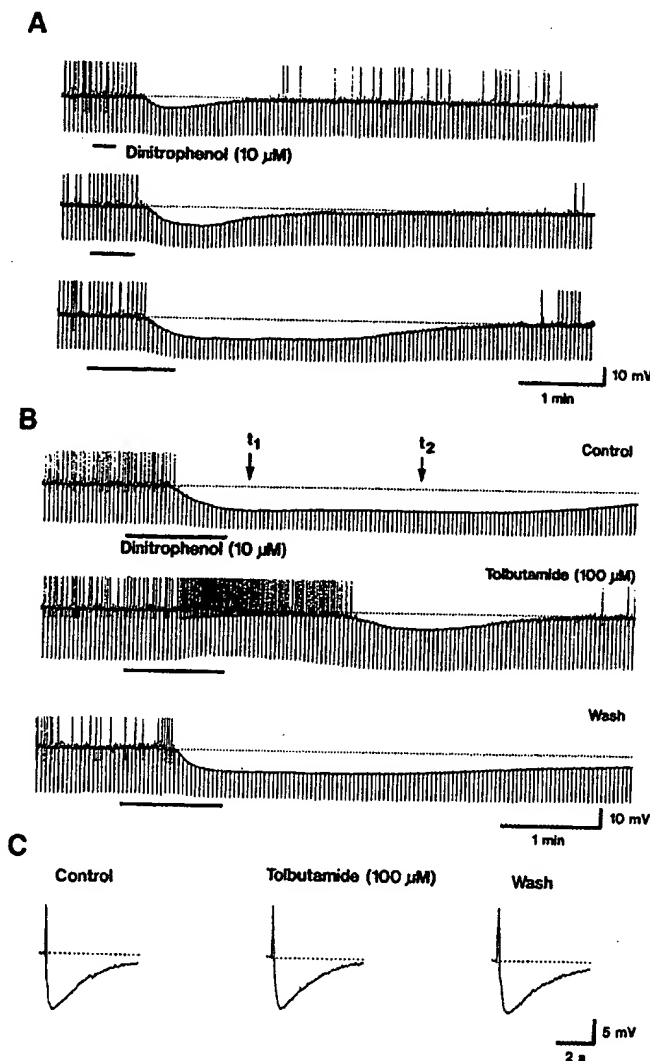 A
Dinitrophenol (10 μM)
10 mV
1 min
B
t1
t2
Control
Dinitrophenol (10 μM)
Tolbutamide (100 μM)
Wash
10 mV
1 min
C
Control
Tolbutamide (100 μM)
Wash
5 mV
2 s